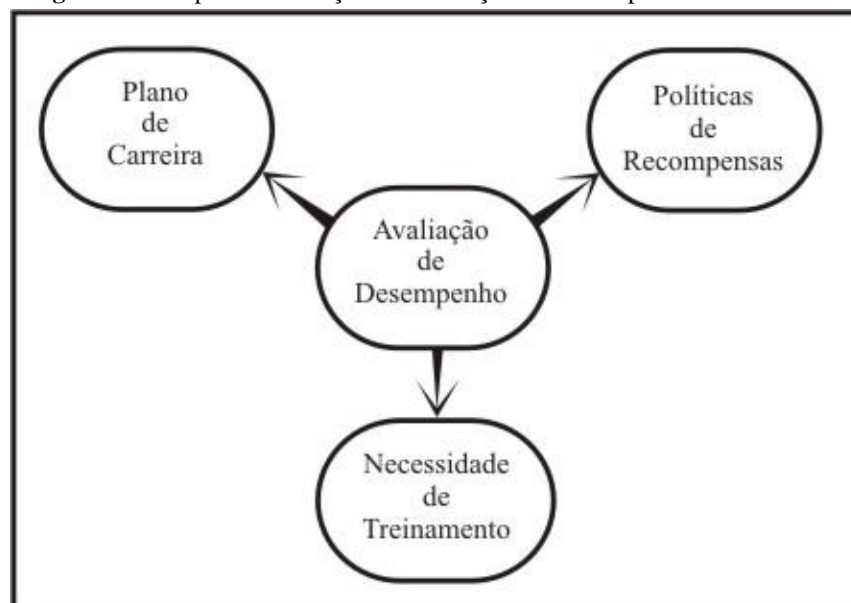 Plano
de
Carreira
Políticas
de
Recompensas
Avaliação
de
Desempenho
Necessidade
de
Treinamento